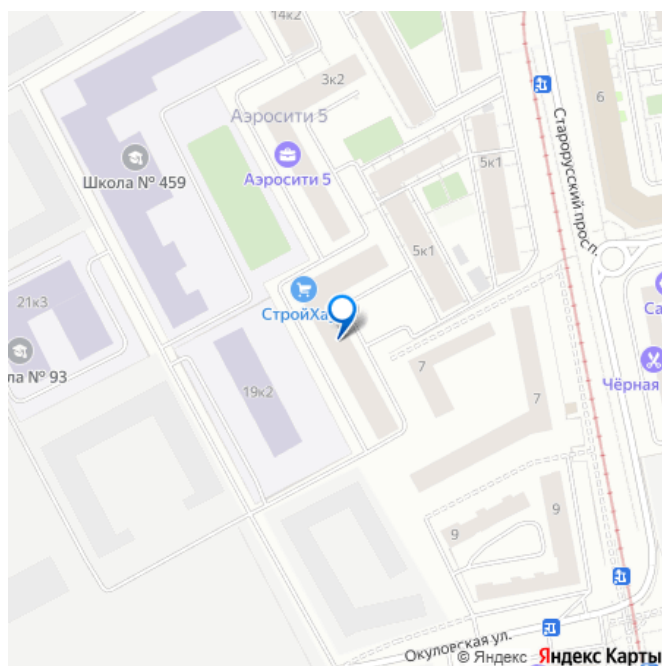 14к2
3к2
Аэросити 5
6
Старорусский просп.
Школа № 459
Аэросити 5
5к1
5к1
21к3
СтройХа
Са
ла № 93
19к2
7
7
Чёрная
9
9
Окуловская ул.
© Яндекс Яндекс Карты